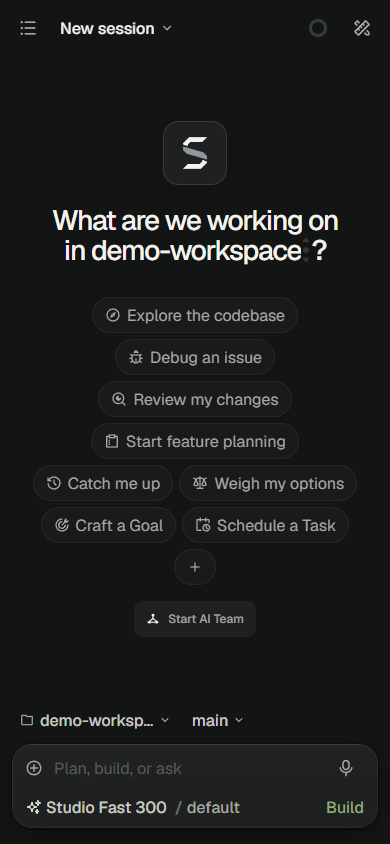 New session
What are we working on
in demo-workspace ?
Explore the codebase
Debug an issue
Review my changes
Start feature planning
Catch me up
Weigh my options
Craft a Goal
Schedule a Task
Start AI Team
demo-worksp...
main
Plan, build, or ask
Studio Fast 300 / default
Build